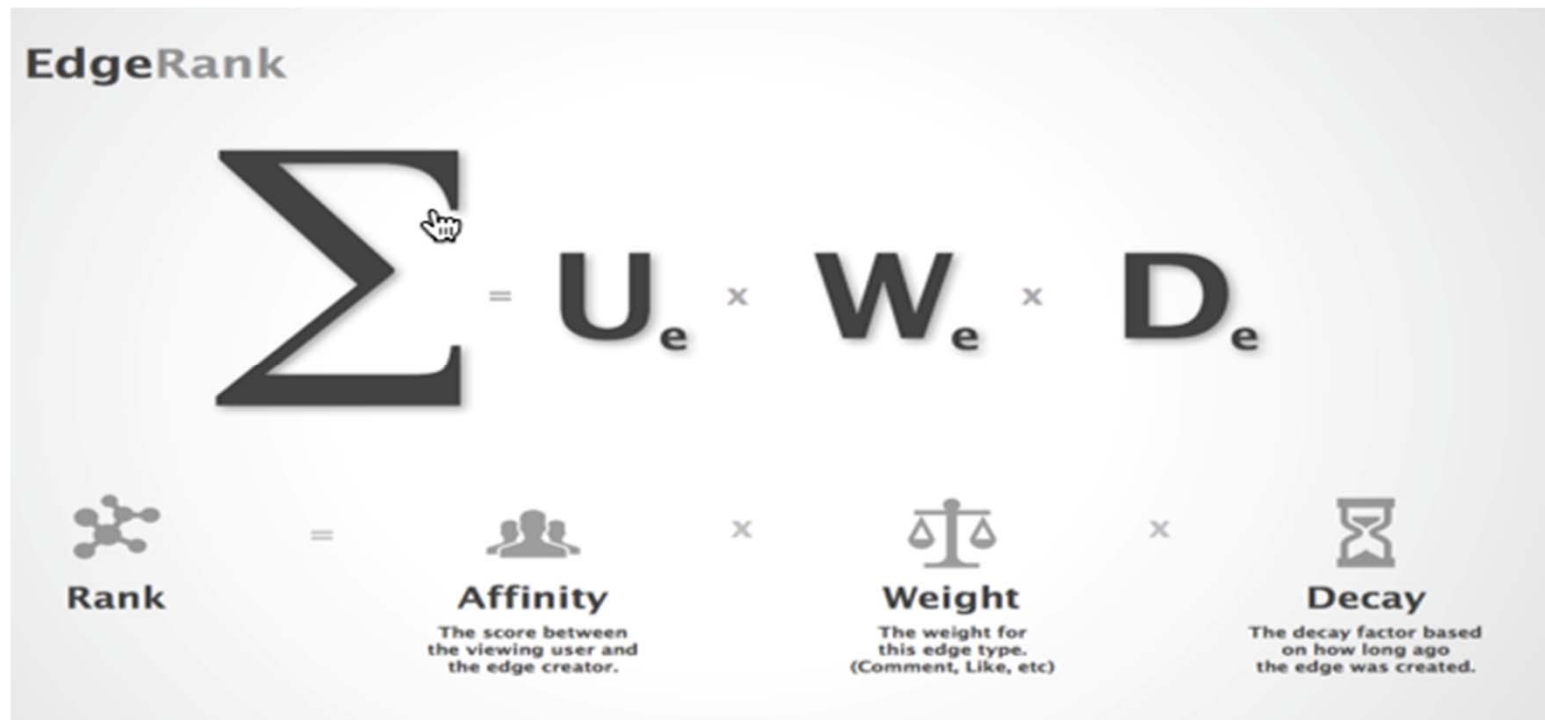 EdgeRank
Σ = Ue x We x De
Rank = Affinity x Weight x Decay
The score between
the viewing user and
the edge creator.
The weight for
this edge type.
(Comment, Like, etc)
The decay factor based
on how long ago
the edge was created.